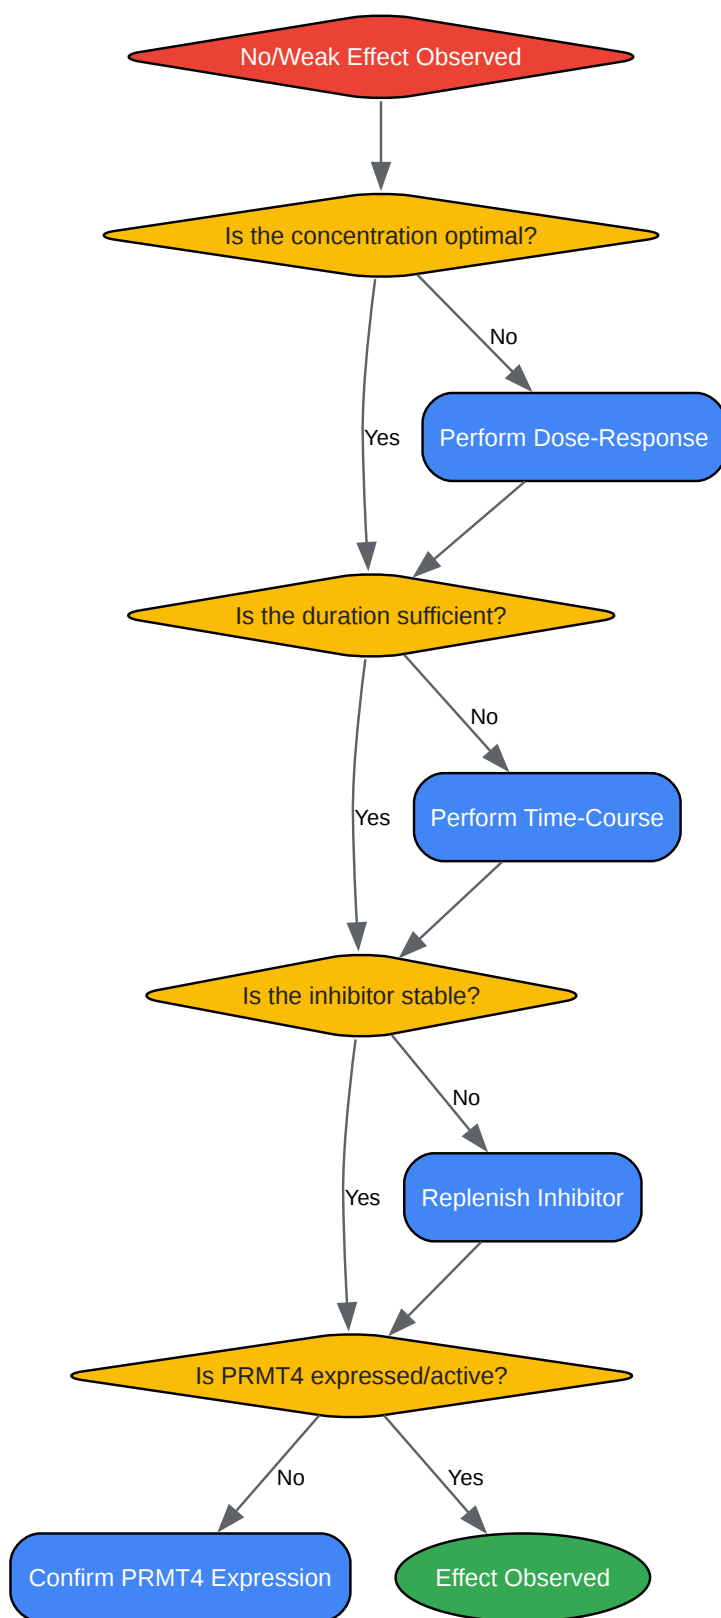 No/Weak Effect Observed
Is the concentration optimal?
No
Yes
Perform Dose-Response
Is the duration sufficient?
No
Yes
Perform Time-Course
Is the inhibitor stable?
No
Yes
Replenish Inhibitor
Is PRMT4 expressed/active?
No
Yes
Confirm PRMT4 Expression
Effect Observed